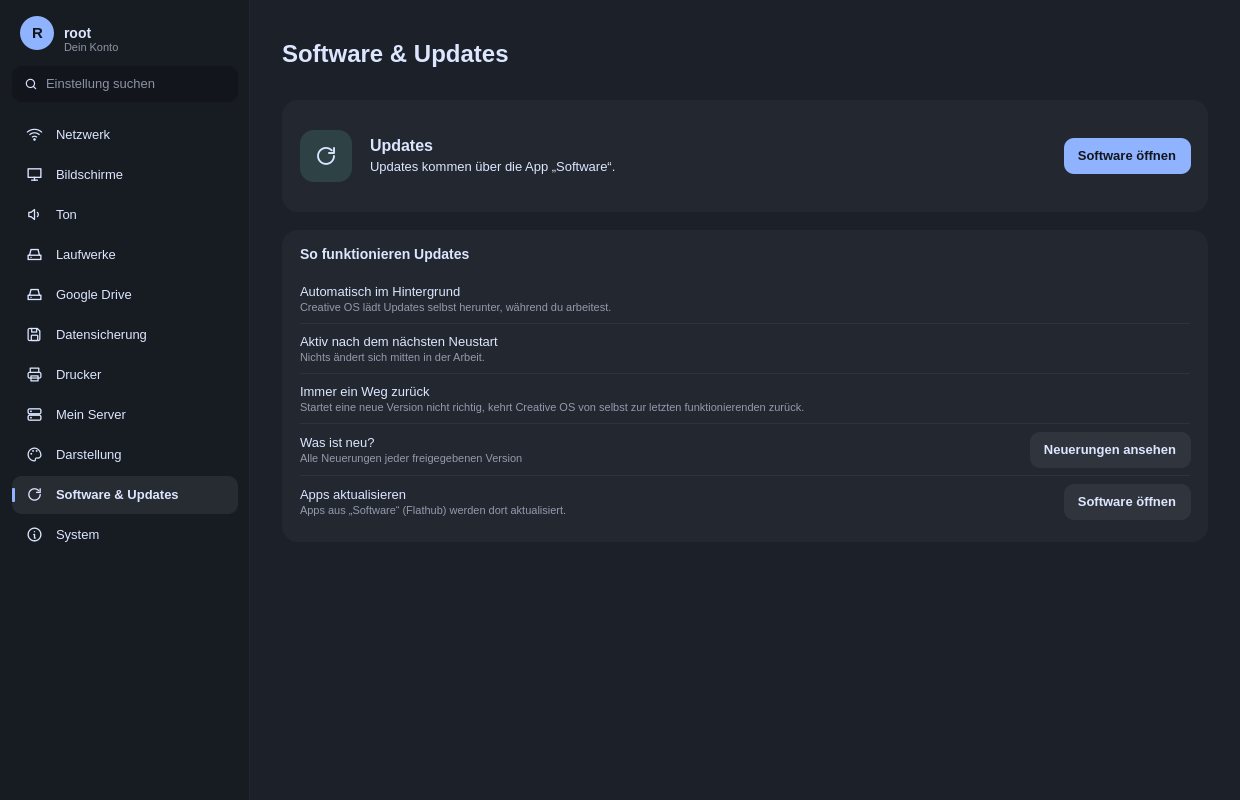 R
root
Dein Konto
Einstellung suchen
Netzwerk
Bildschirme
Ton
Laufwerke
Google Drive
Datensicherung
Drucker
Mein Server
Darstellung
Software & Updates
System
Software & Updates
Updates
Updates kommen über die App „Software“.
Software öffnen
So funktionieren Updates
Automatisch im Hintergrund
Creative OS lädt Updates selbst herunter, während du arbeitest.
Aktiv nach dem nächsten Neustart
Nichts ändert sich mitten in der Arbeit.
Immer ein Weg zurück
Startet eine neue Version nicht richtig, kehrt Creative OS von selbst zur letzten funktionierenden zurück.
Was ist neu?
Alle Neuerungen jeder freigegebenen Version
Neuerungen ansehen
Apps aktualisieren
Apps aus „Software“ (Flathub) werden dort aktualisiert.
Software öffnen